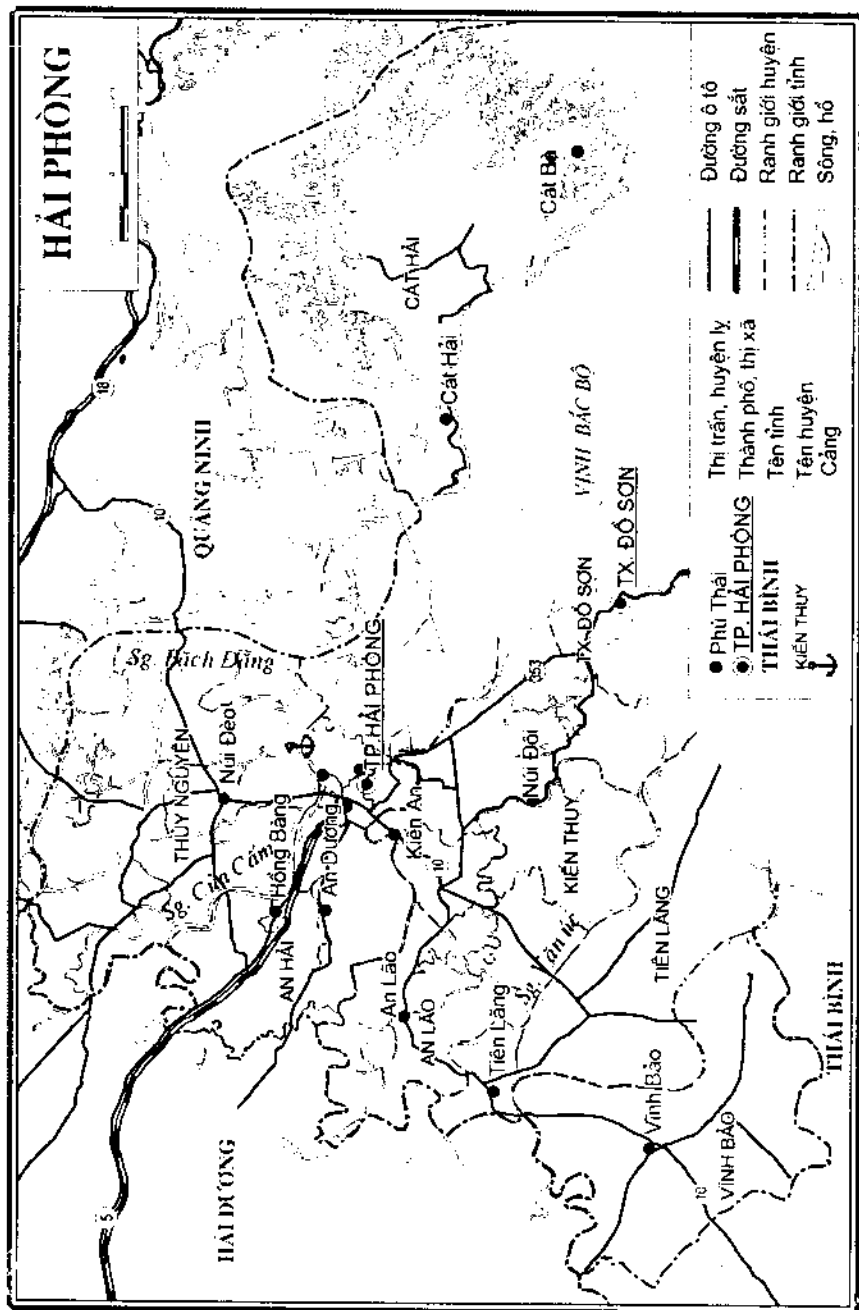 HẢI PHÒNG
18
10
QUẢNG NINH
Sg. Bạch Đằng
THỦY NGUYÊN
Núi Đèo
Hồng Bàng
An Dương
TP HẢI PHÒNG
AN HẢI
5
HẢI DƯƠNG
Kiến An
10
An Lão
AN LÃO
Tiên Lãng
Núi Đối
KIẾN THỤY
353
TX. ĐỒ SƠN
TX. ĐỒ SƠN
VỊNH BẮC BỘ
Cát Hải
CÁT HẢI
Cát Bà
TIÊN LÃNG
Vĩnh Bảo
VĨNH BẢO
10
THÁI BÌNH
Phú Thái
Thị trấn, huyện lỵ
TP. HẢI PHÒNG
Thành phố, thị xã
THÁI BÌNH
Tên tỉnh
KIẾN THỤY
Tên huyện
Cảng
Đường ô tô
Đường sắt
Ranh giới huyện
Ranh giới tỉnh
Sông, hồ